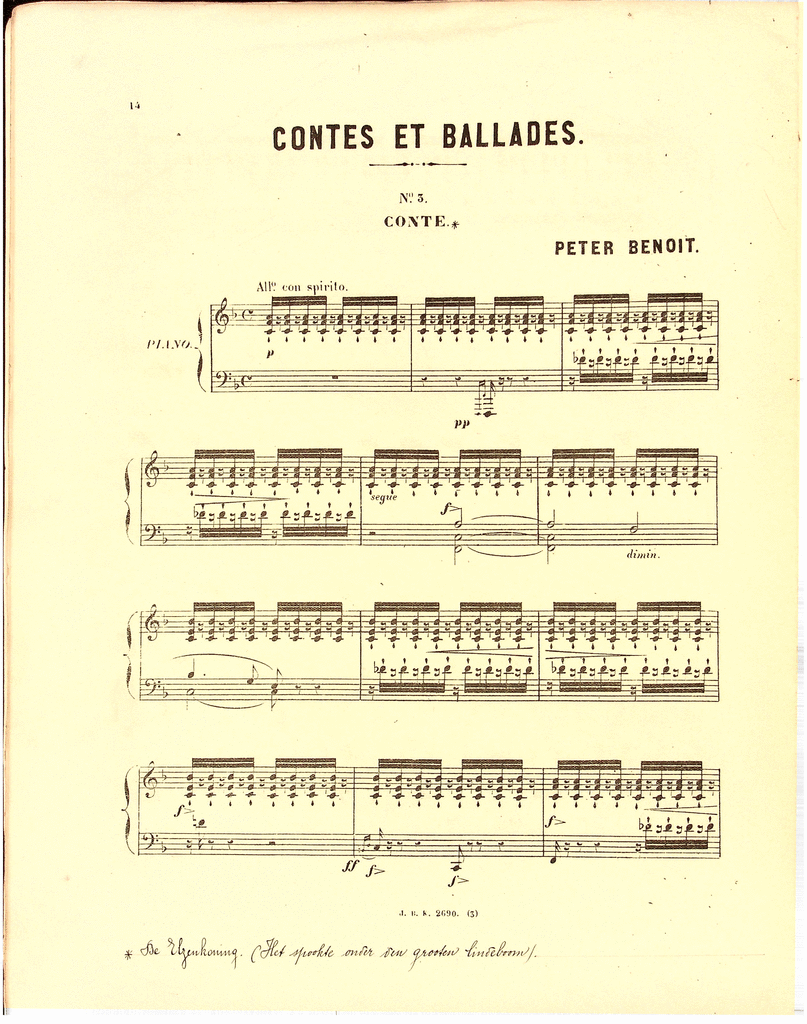 14
CONTES ET BALLADES.
Nº 3.
CONTE.*
PETER BENOIT.
Allº con spirito.
PIANO.
p
pp
segue
f>
dimin.
f>
ff f> f> f>
J. B. K. 2690. (3)
* De Elzenkoning. (Het spookte onder den grooten lindeboom).